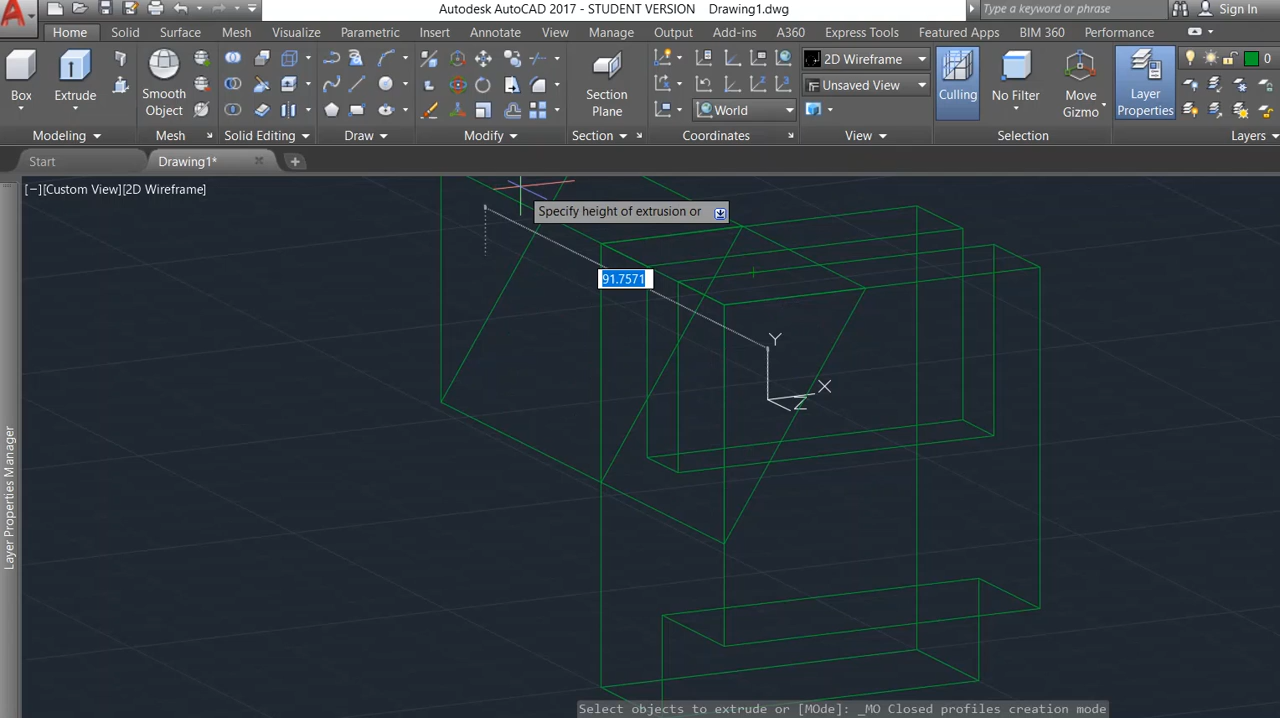 Autodesk AutoCAD 2017 - STUDENT VERSION Drawing1.dwg
Type a keyword or phrase
Sign In
Home Solid Surface Mesh Visualize Parametric Insert Annotate View Manage Output Add-ins A360 Express Tools Featured Apps BIM 360 Performance
Box
Extrude
Smooth
Object
Section
Plane
2D Wireframe
Unsaved View
World
Culling
No Filter
Move
Gizmo
Layer
Properties
0
Modeling
Mesh
Solid Editing
Draw
Modify
Section
Coordinates
View
Selection
Layers
Start
Drawing1*
[−][Custom View][2D Wireframe]
Specify height of extrusion or
91.7571
Y
X
Z
Layer Properties Manager
Select objects to extrude or [MOde]: _MO Closed profiles creation mode